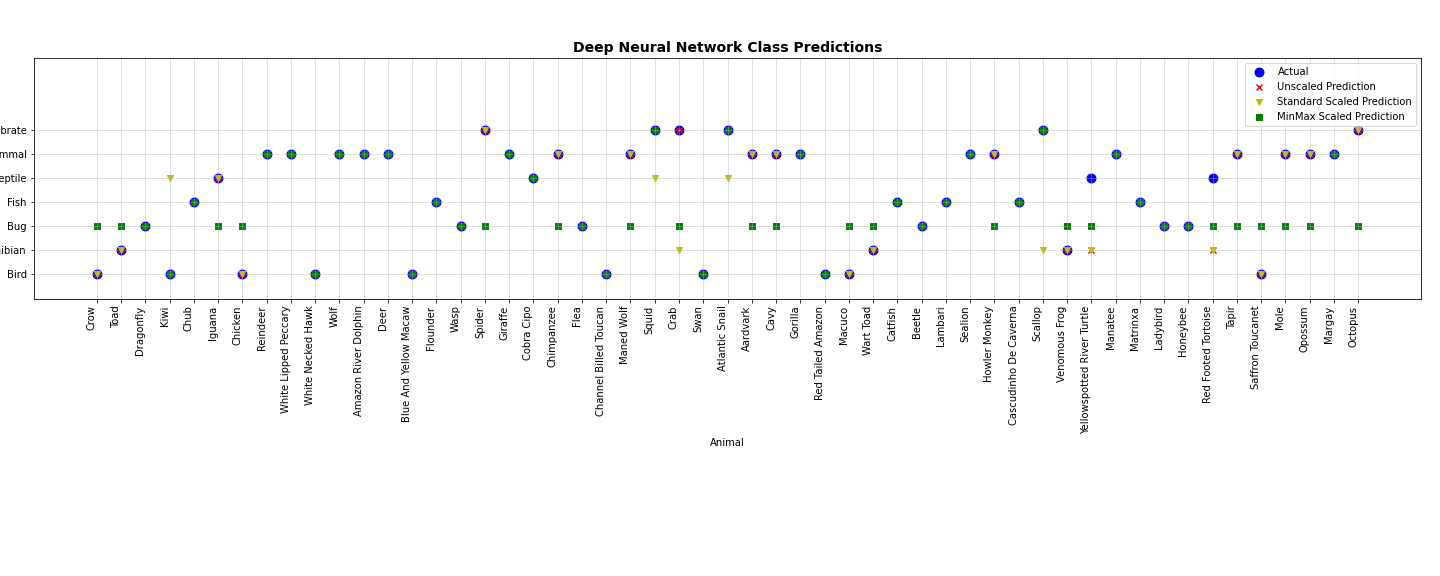 Deep Neural Network Class Predictions
Actual
Unscaled Prediction
Standard Scaled Prediction
MinMax Scaled Prediction
brate
mmal
eptile
Fish
Bug
nibian
Bird
Crow
Toad
Dragonfly
Kiwi
Chub
Iguana
Chicken
Reindeer
White Lipped Peccary
White Necked Hawk
Wolf
Amazon River Dolphin
Deer
Blue And Yellow Macaw
Flounder
Wasp
Spider
Giraffe
Cobra Cipo
Chimpanzee
Flea
Channel Billed Toucan
Maned Wolf
Squid
Crab
Swan
Atlantic Snail
Aardvark
Cavy
Gorilla
Red Tailed Amazon
Macuco
Wart Toad
Catfish
Beetle
Lambari
Sealion
Howler Monkey
Cascudinho De Caverna
Scallop
Venomous Frog
Yellowspotted River Turtle
Manatee
Matrinxa
Ladybird
Honeybee
Red Footed Tortoise
Tapir
Saffron Toucanet
Mole
Opossum
Margay
Octopus
Animal